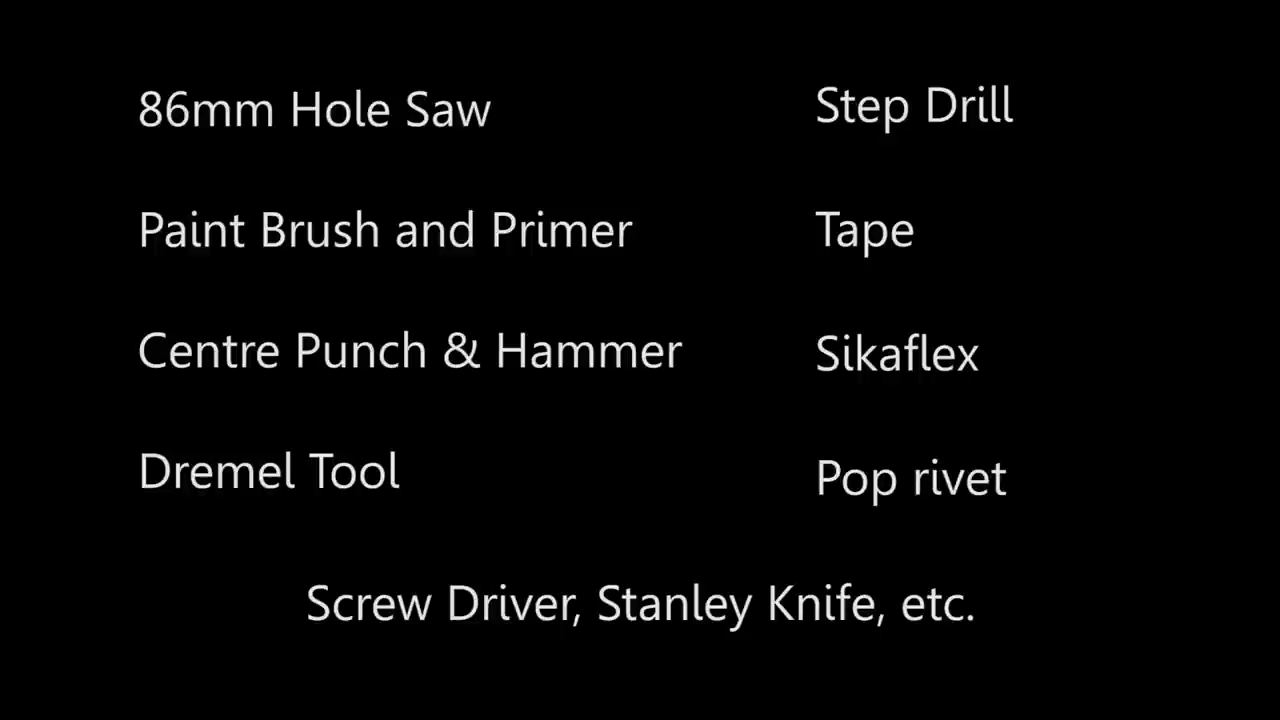 86mm Hole Saw
Step Drill
Paint Brush and Primer
Tape
Centre Punch & Hammer
Sikaflex
Dremel Tool
Pop rivet
Screw Driver, Stanley Knife, etc.